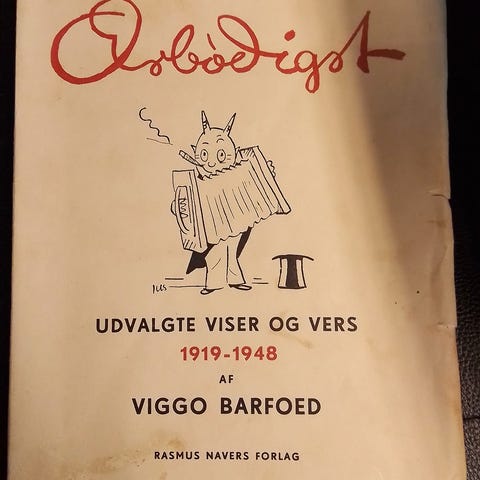 Ærbødigst
UDVALGTE VISER OG VERS
1919-1948
AF
VIGGO BARFOED
RASMUS NAVERS FORLAG